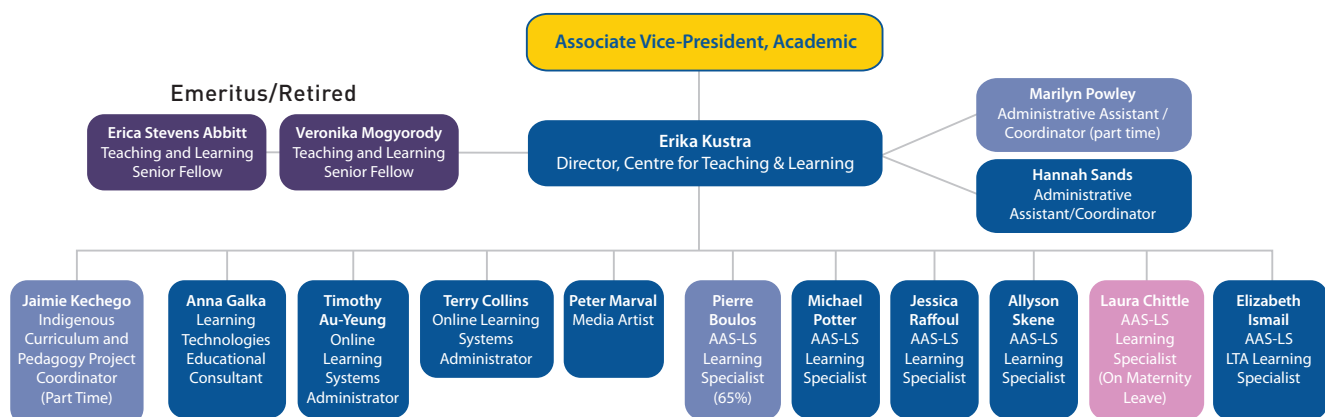 Associate Vice-President, Academic
Emeritus/Retired
Erica Stevens Abbitt
Teaching and Learning
Senior Fellow
Veronika Mogyorody
Teaching and Learning
Senior Fellow
Erika Kustra
Director, Centre for Teaching & Learning
Marilyn Powley
Administrative Assistant /
Coordinator (part time)
Hannah Sands
Administrative
Assistant/Coordinator
Jaimie Kechego
Indigenous
Curriculum and
Pedagogy Project
Coordinator
(Part Time)
Anna Galka
Learning
Technologies
Educational
Consultant
Timothy
Au-Yeung
Online
Learning
Systems
Administrator
Terry Collins
Online Learning
Systems
Administrator
Peter Marval
Media Artist
Pierre
Boulos
AAS-LS
Learning
Specialist
(65%)
Michael
Potter
AAS-LS
Learning
Specialist
Jessica
Raffoul
AAS-LS
Learning
Specialist
Allyson
Skene
AAS-LS
Learning
Specialist
Laura Chittle
AAS-LS
Learning
Specialist
(On Maternity
Leave)
Elizabeth
Ismail
AAS-LS
LTA Learning
Specialist